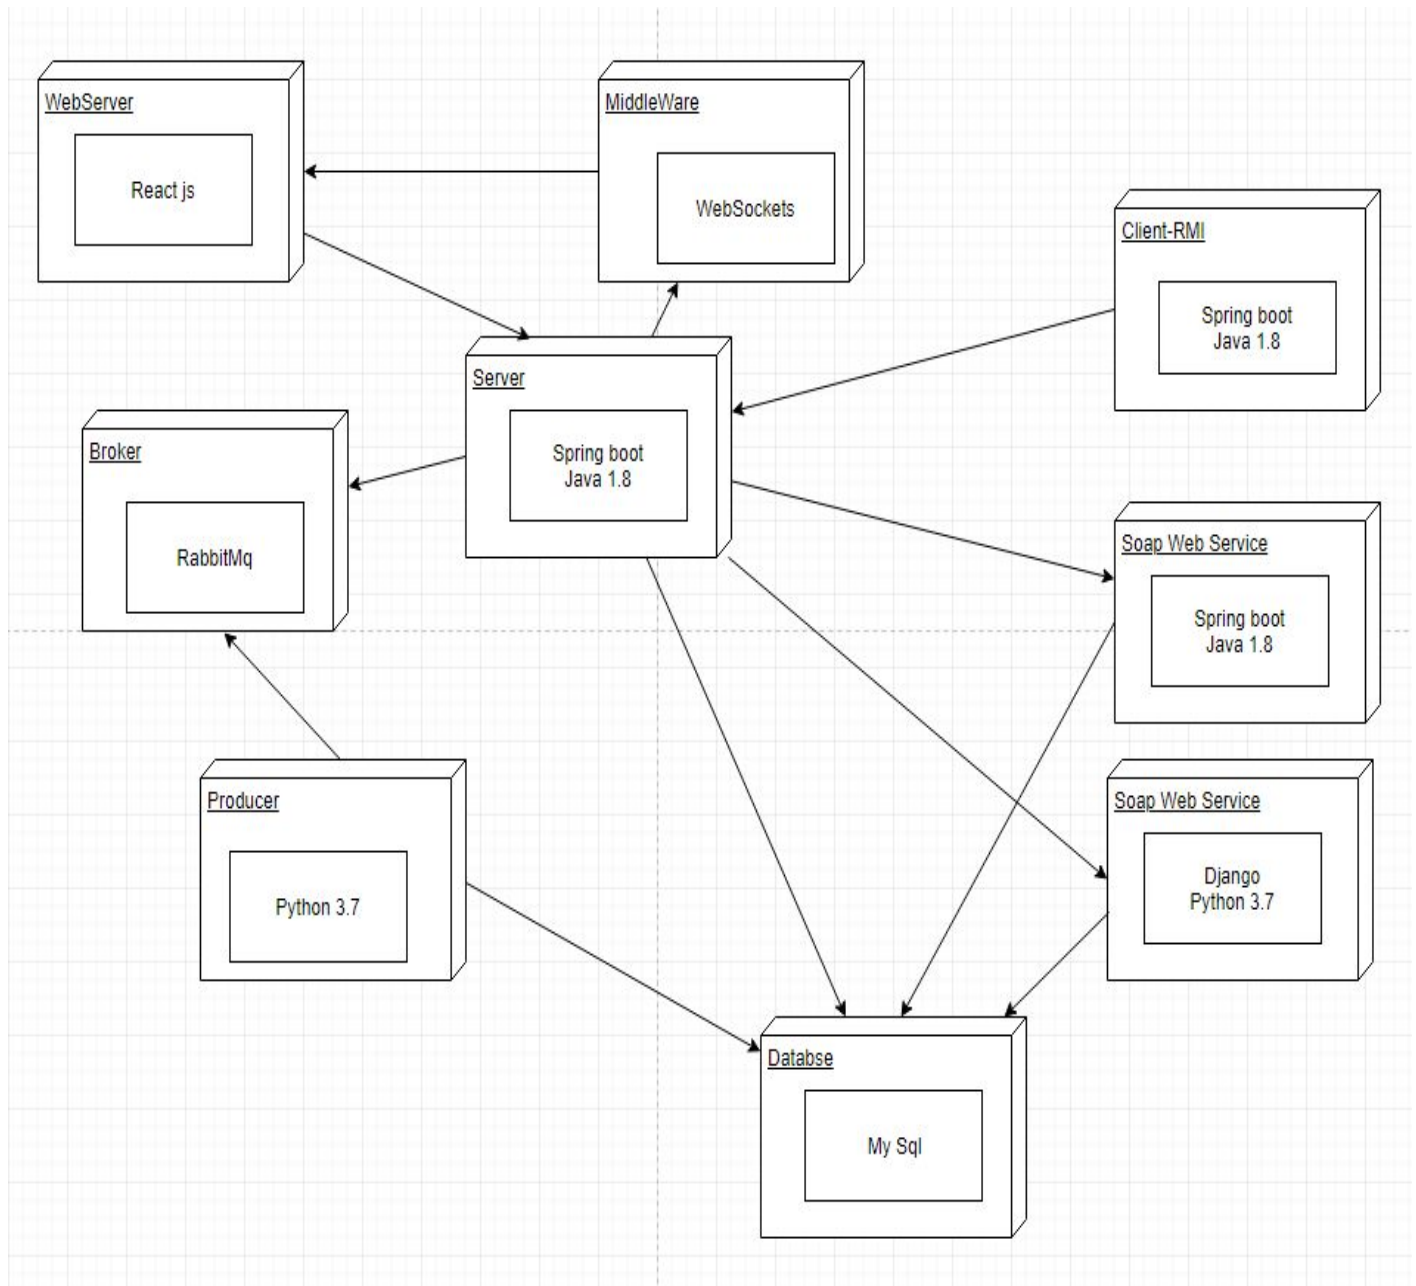 WebServer
React js
MiddleWare
WebSockets
Client-RMI
Spring boot
Java 1.8
Server
Spring boot
Java 1.8
Broker
RabbitMq
Soap Web Service
Spring boot
Java 1.8
Producer
Python 3.7
Soap Web Service
Django
Python 3.7
Databse
My Sql